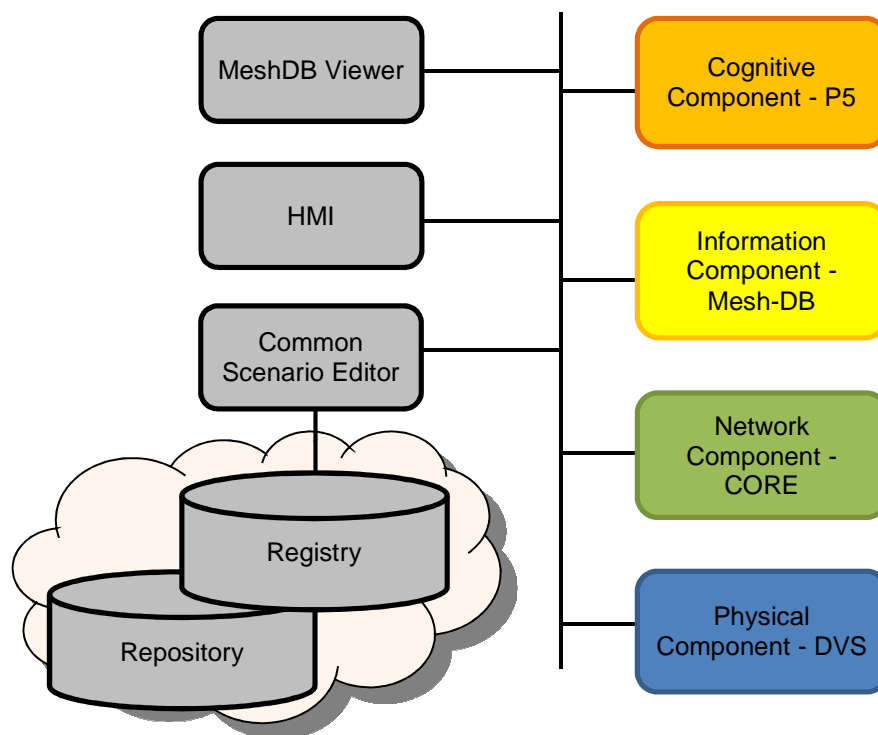 MeshDB Viewer
HMI
Common
Scenario Editor
Registry
Repository
Cognitive
Component - P5
Information
Component -
Mesh-DB
Network
Component -
CORE
Physical
Component - DVS